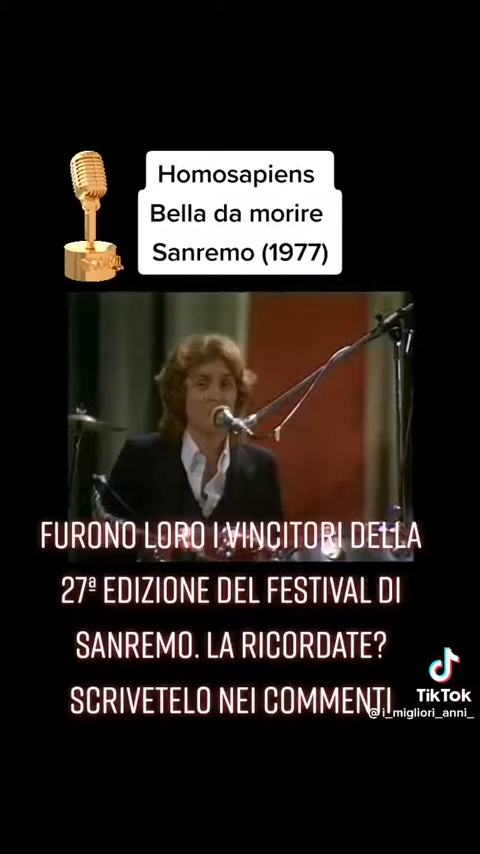 Homosapiens
Bella da morire
Sanremo (1977)
FURONO LORO I VINCITORI DELLA
27ª EDIZIONE DEL FESTIVAL DI
SANREMO. LA RICORDATE?
SCRIVETELO NEI COMMENTI
TikTok
@i_migliori_anni_